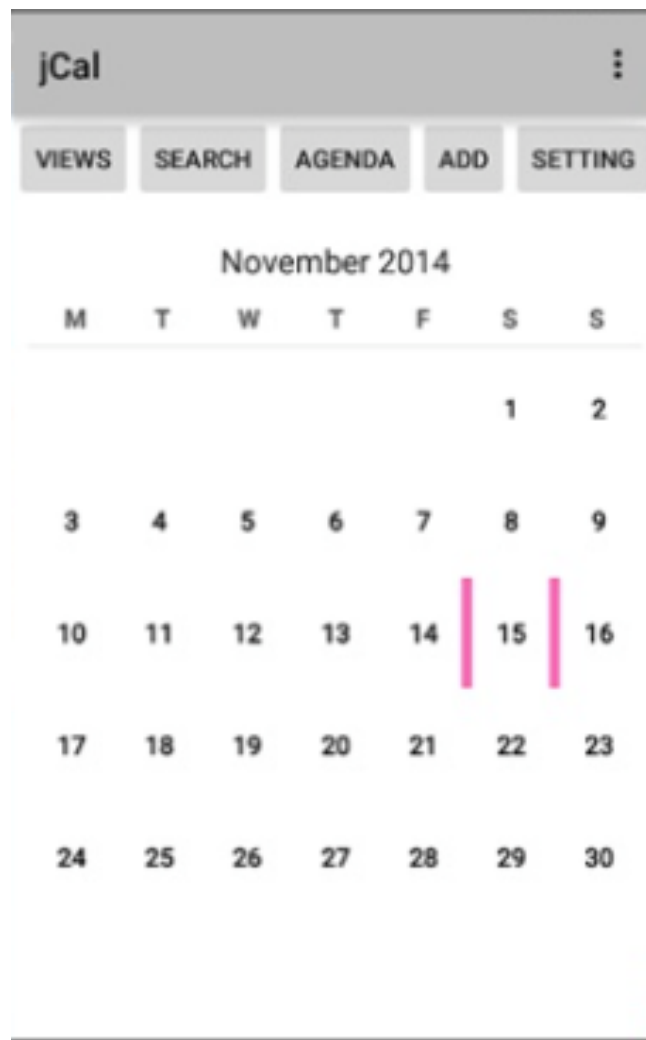 jCal
VIEWS SEARCH AGENDA ADD SETTING
November 2014
M T W T F S S
1 2
3 4 5 6 7 8 9
10 11 12 13 14 15 16
17 18 19 20 21 22 23
24 25 26 27 28 29 30